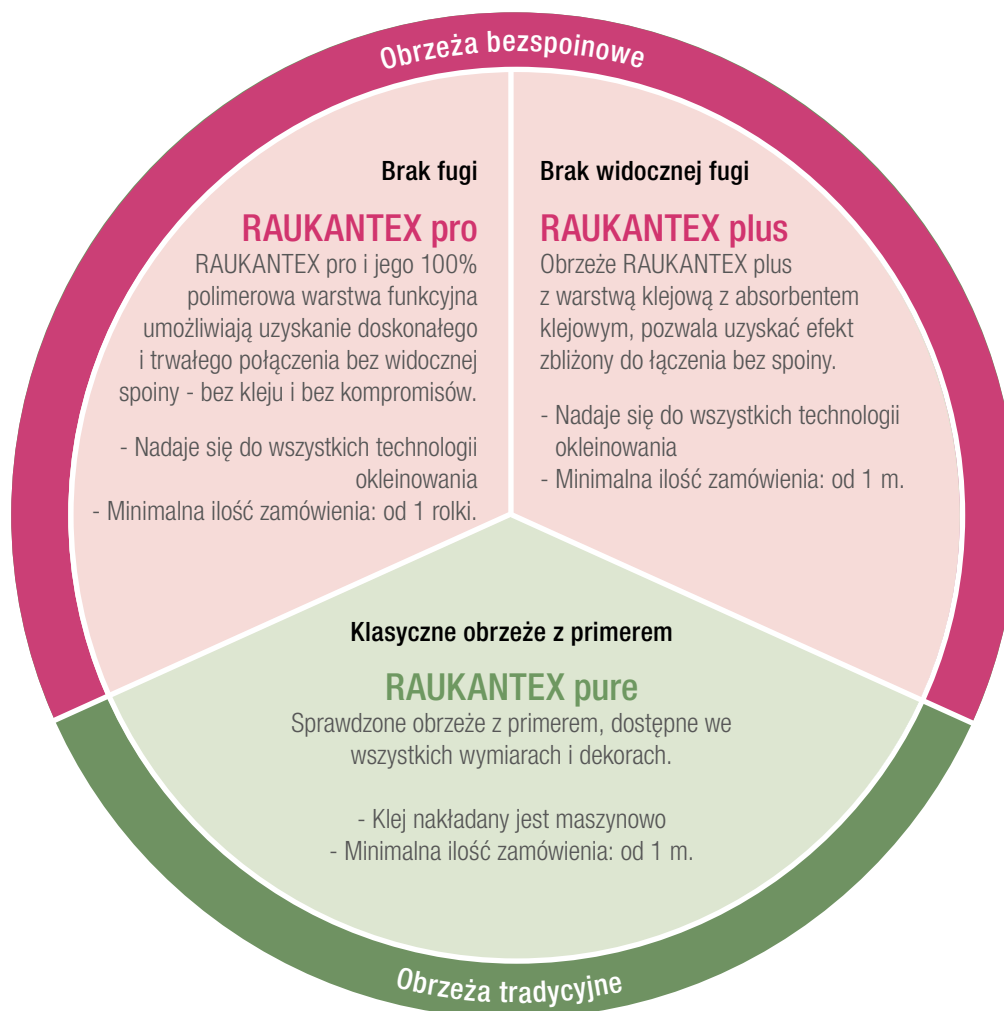 Obrzeża bezspoinowe
Brak fugi
RAUKANTEX pro
RAUKANTEX pro i jego 100%
polimerowa warstwa funkcyjna
umożliwiają uzyskanie doskonałego
i trwałego połączenia bez widocznej
spoiny - bez kleju i bez kompromisów.
- Nadaje się do wszystkich technologii
okleinowania
- Minimalna ilość zamówienia: od 1 rolki.
Brak widocznej fugi
RAUKANTEX plus
Obrzeże RAUKANTEX plus
z warstwą klejową z absorbentem
klejowym, pozwala uzyskać efekt
zbliżony do łączenia bez spoiny.
- Nadaje się do wszystkich technologii
okleinowania
- Minimalna ilość zamówienia: od 1 m.
Klasyczne obrzeże z primerem
RAUKANTEX pure
Sprawdzone obrzeże z primerem, dostępne we
wszystkich wymiarach i dekorach.
- Klej nakładany jest maszynowo
- Minimalna ilość zamówienia: od 1 m.
Obrzeża tradycyjne